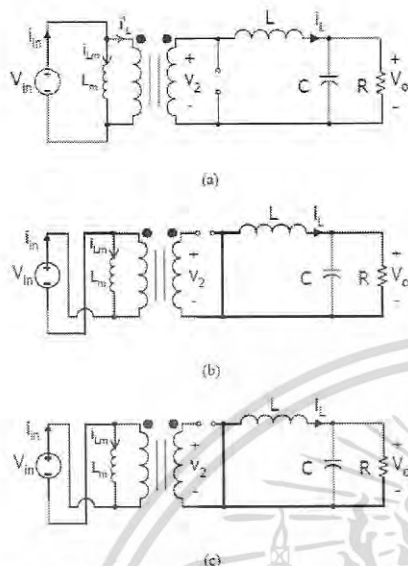 i_in i_L' L i_L
V_in i_Lm L_m + V_2 - C R + V_o -
(a)
i_in L i_L
V_in i_Lm L_m + V_2 - C R + V_o -
(b)
i_in L i_L
V_in i_Lm L_m + V_2 - C R + V_o -
(c)